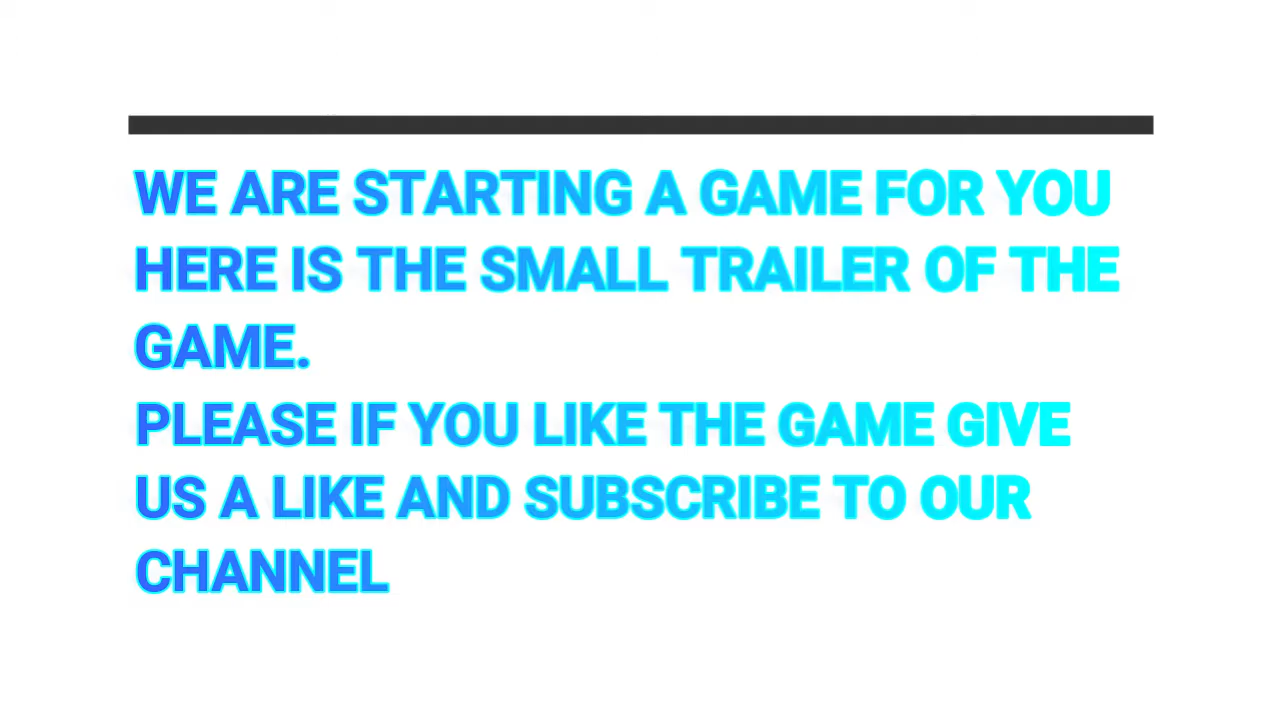 WE ARE STARTING A GAME FOR YOU
HERE IS THE SMALL TRAILER OF THE
GAME.
PLEASE IF YOU LIKE THE GAME GIVE
US A LIKE AND SUBSCRIBE TO OUR
CHANNEL